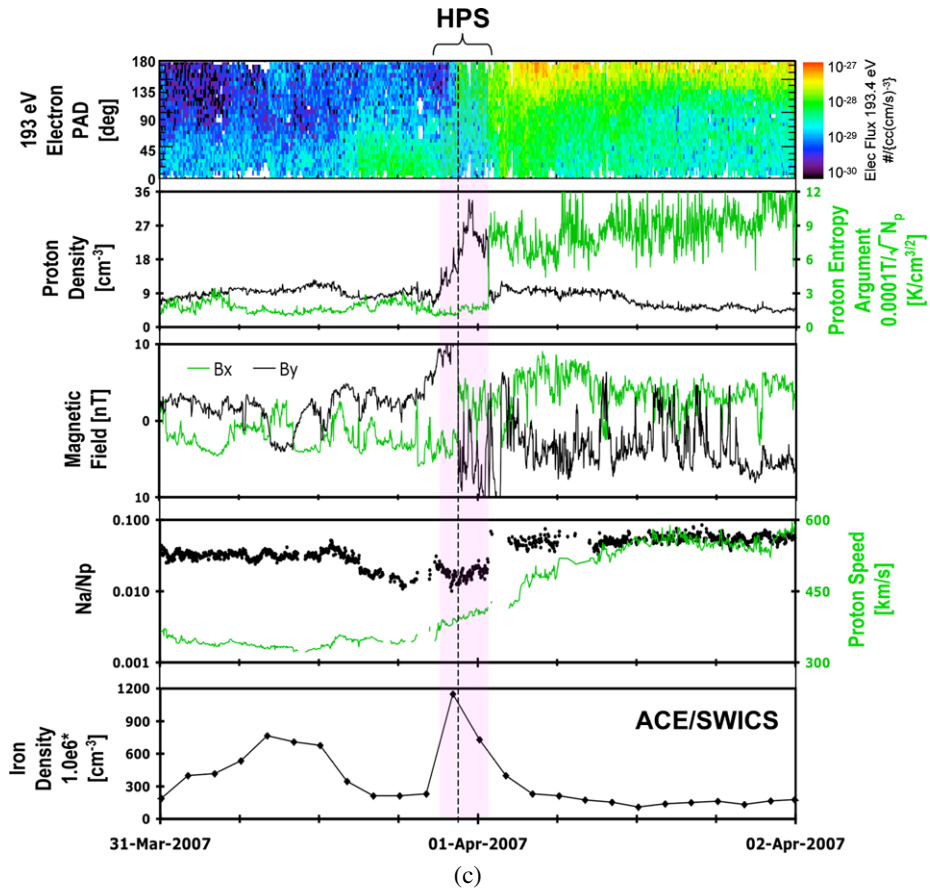 HPS
193 eV
Electron
PAD
[deg]
180
135
90
45
0
10-27
10-28
10-29
10-30
Elec Flux 193.4 eV
#/{cc(cm/s)-3}
Proton
Density
[cm-3]
36
27
18
9
0
12
9
6
3
0
Proton Entropy
Argument
0.0001T/√Np
[K/cm3/2]
Magnetic
Field [nT]
10
0
10
Bx
By
Na/Np
0.100
0.010
0.001
600
450
300
Proton Speed
[km/s]
Iron
Density
1.0e6*
[cm-3]
1200
900
600
300
0
ACE/SWICS
31-Mar-2007
01-Apr-2007
02-Apr-2007
(c)